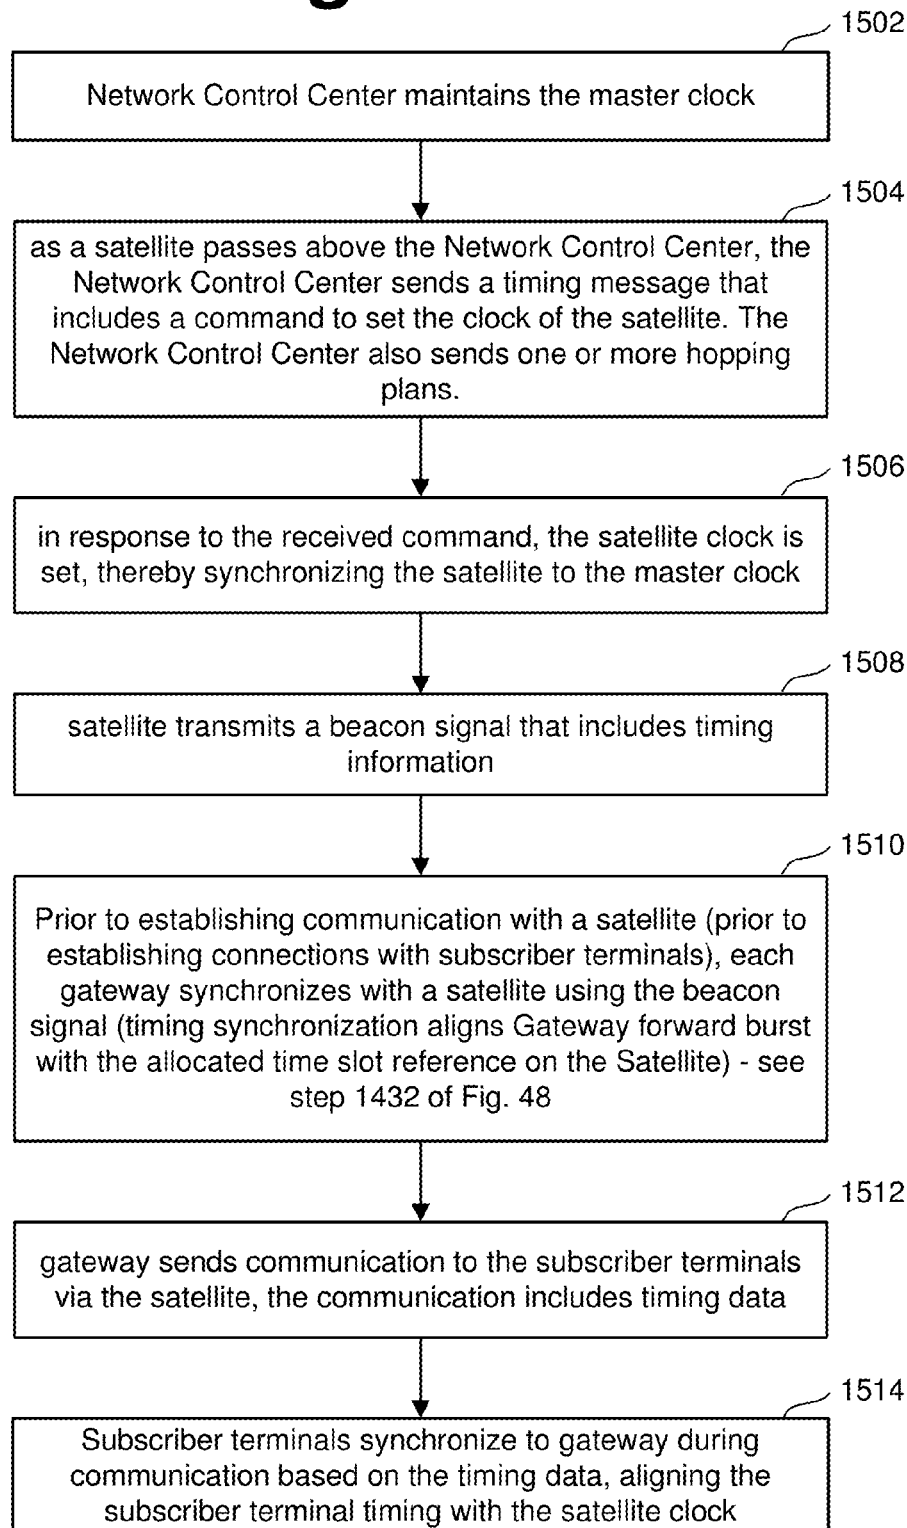 1502
Network Control Center maintains the master clock
1504
as a satellite passes above the Network Control Center, the
Network Control Center sends a timing message that
includes a command to set the clock of the satellite. The
Network Control Center also sends one or more hopping
plans.
1506
in response to the received command, the satellite clock is
set, thereby synchronizing the satellite to the master clock
1508
satellite transmits a beacon signal that includes timing
information
1510
Prior to establishing communication with a satellite (prior to
establishing connections with subscriber terminals), each
gateway synchronizes with a satellite using the beacon
signal (timing synchronization aligns Gateway forward burst
with the allocated time slot reference on the Satellite) - see
step 1432 of Fig. 48
1512
gateway sends communication to the subscriber terminals
via the satellite, the communication includes timing data
1514
Subscriber terminals synchronize to gateway during
communication based on the timing data, aligning the
subscriber terminal timing with the satellite clock